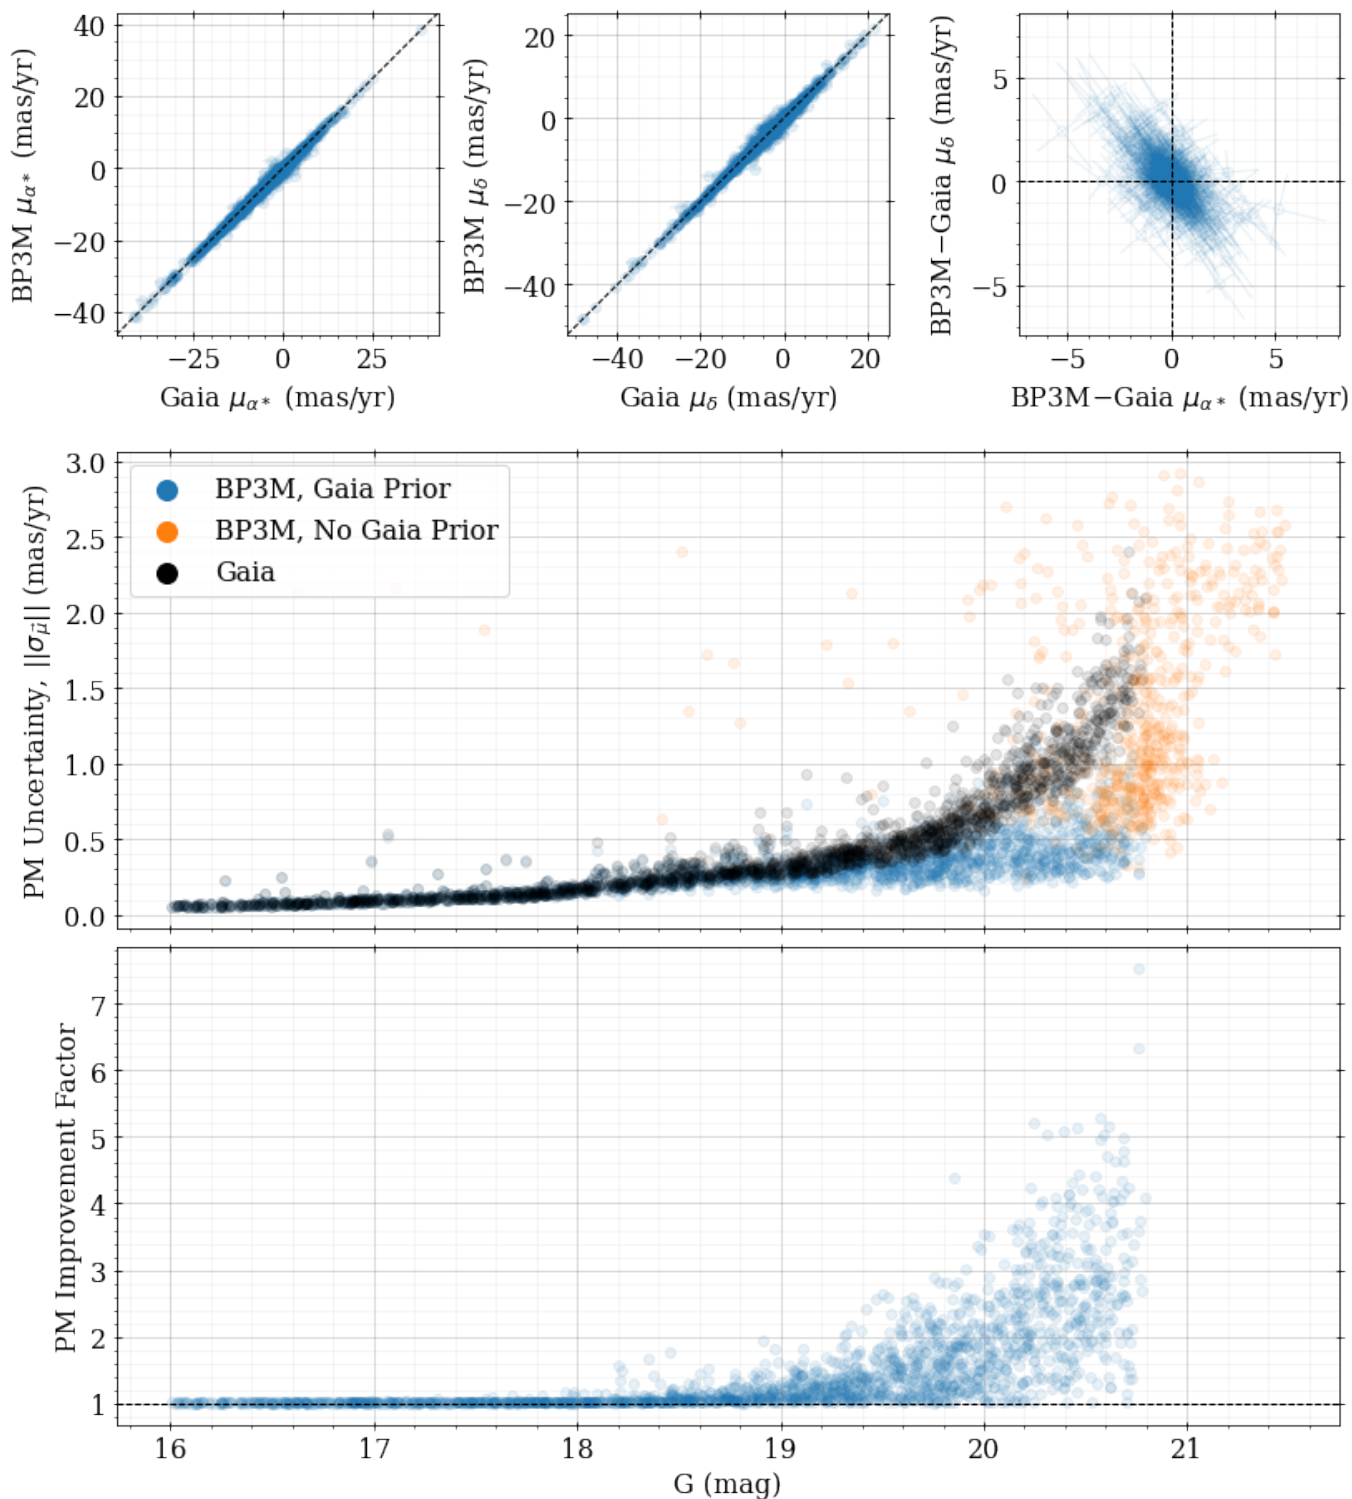 40
20
0
−20
−40
BP3M μα* (mas/yr)
−25 0 25
Gaia μα* (mas/yr)
20
0
−20
−40
BP3M μδ (mas/yr)
−40 −20 0 20
Gaia μδ (mas/yr)
5
0
−5
BP3M−Gaia μδ (mas/yr)
−5 0 5
BP3M−Gaia μα* (mas/yr)
3.0
2.5
2.0
1.5
1.0
0.5
0.0
PM Uncertainty, ||σμ⃗|| (mas/yr)
BP3M, Gaia Prior
BP3M, No Gaia Prior
Gaia
7
6
5
4
3
2
1
PM Improvement Factor
16 17 18 19 20 21
G (mag)